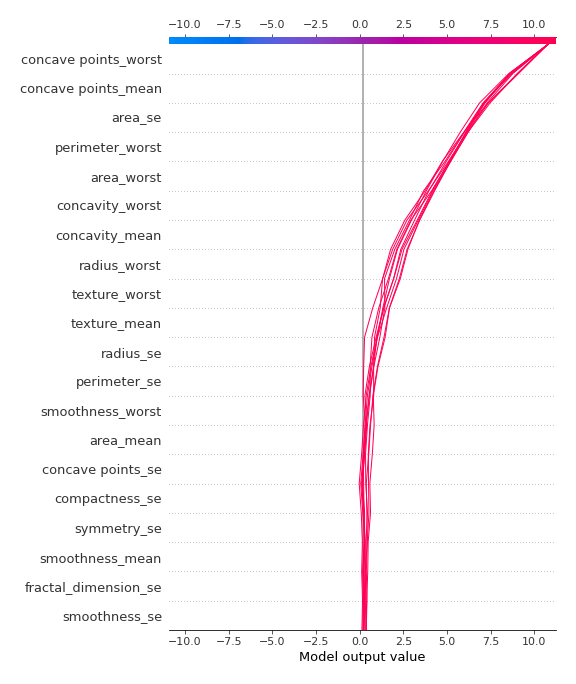 −10.0 −7.5 −5.0 −2.5 0.0 2.5 5.0 7.5 10.0
concave points_worst
concave points_mean
area_se
perimeter_worst
area_worst
concavity_worst
concavity_mean
radius_worst
texture_worst
texture_mean
radius_se
perimeter_se
smoothness_worst
area_mean
concave points_se
compactness_se
symmetry_se
smoothness_mean
fractal_dimension_se
smoothness_se
−10.0 −7.5 −5.0 −2.5 0.0 2.5 5.0 7.5 10.0
Model output value